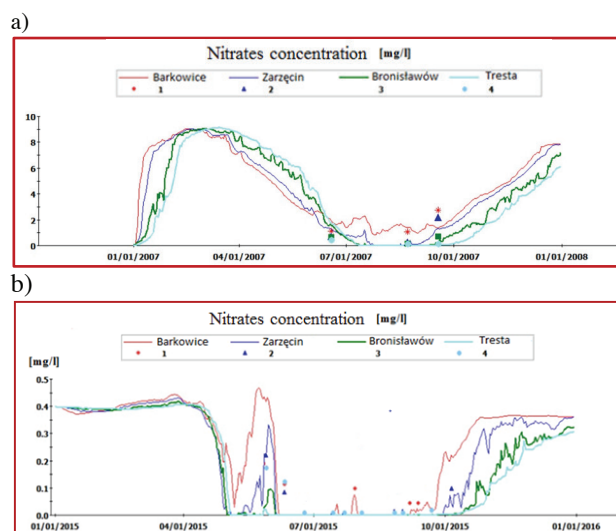 a)
Nitrates concentration [mg/l]
Barkowice Zarzęcin Bronisławów Tresta
1 2 3 4
10
8
6
4
2
0
01/01/2007 04/01/2007 07/01/2007 10/01/2007 01/01/2008
b)
Nitrates concentration [mg/l]
Barkowice Zarzęcin Bronisławów Tresta
[mg/l]
1 2 3 4
0.5
0.4
0.3
0.2
0.1
0.0
01/01/2015 04/01/2015 07/01/2015 10/01/2015 01/01/2016